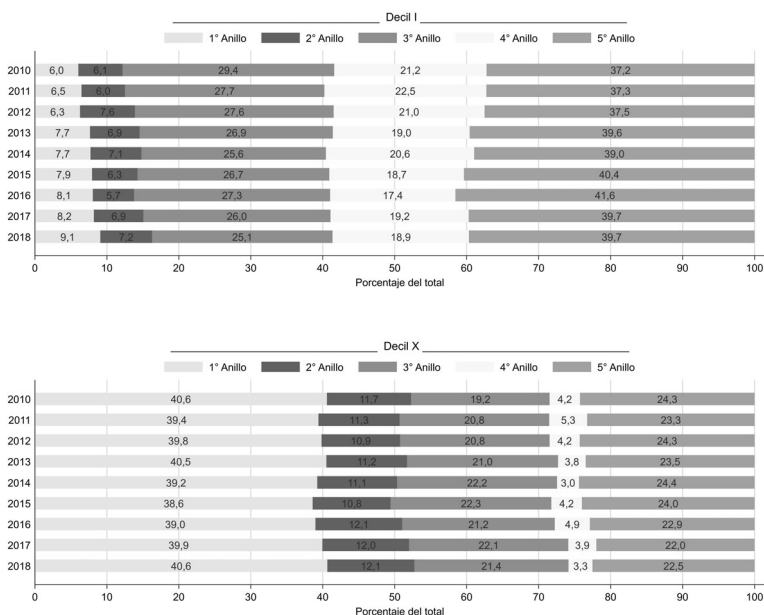 Decil I
1° Anillo 2° Anillo 3° Anillo 4° Anillo 5° Anillo
2010 6,0 6,1 29,4 21,2 37,2
2011 6,5 6,0 27,7 22,5 37,3
2012 6,3 7,6 27,6 21,0 37,5
2013 7,7 6,9 26,9 19,0 39,6
2014 7,7 7,1 25,6 20,6 39,0
2015 7,9 6,3 26,7 18,7 40,4
2016 8,1 5,7 27,3 17,4 41,6
2017 8,2 6,9 26,0 19,2 39,7
2018 9,1 7,2 25,1 18,9 39,7
0 10 20 30 40 50 60 70 80 90 100
Porcentaje del total
Decil X
1° Anillo 2° Anillo 3° Anillo 4° Anillo 5° Anillo
2010 40,6 11,7 19,2 4,2 24,3
2011 39,4 11,3 20,8 5,3 23,3
2012 39,8 10,9 20,8 4,2 24,3
2013 40,5 11,2 21,0 3,8 23,5
2014 39,2 11,1 22,2 3,0 24,4
2015 38,6 10,8 22,3 4,2 24,0
2016 39,0 12,1 21,2 4,9 22,9
2017 39,9 12,0 22,1 3,9 22,0
2018 40,6 12,1 21,4 3,3 22,5
0 10 20 30 40 50 60 70 80 90 100
Porcentaje del total